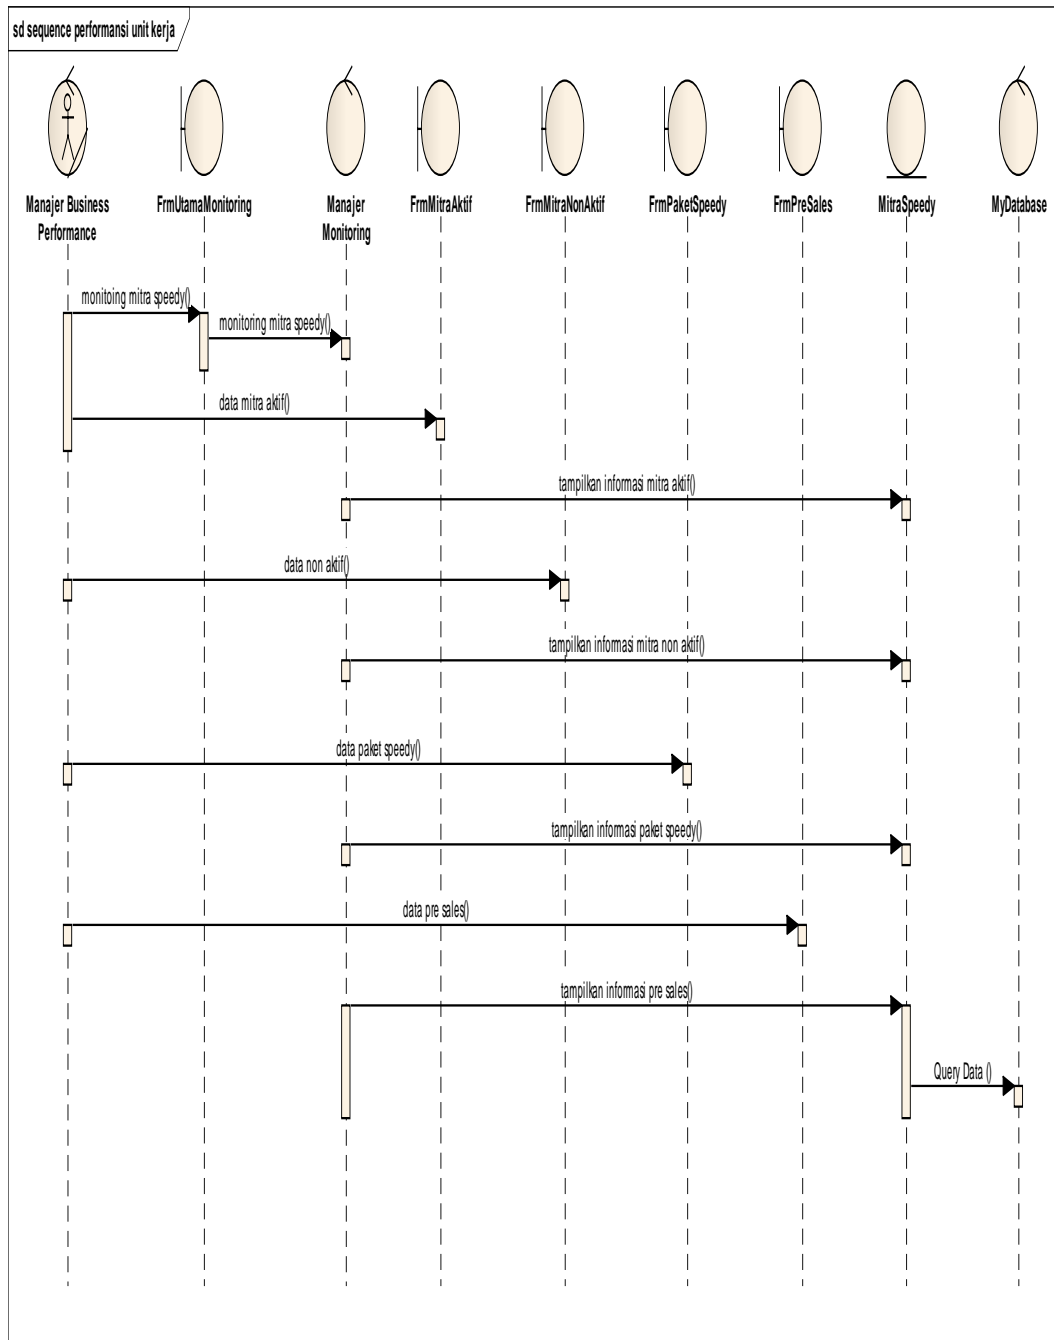 sd sequence performansi unit kerja
Manajer Business
Performance
FrmUtamaMonitoring
Manajer
Monitoring
FrmMitraAktif
FrmMitraNonAktif
FrmPaketSpeedy
FrmPreSales
MitraSpeedy
MyDatabase
monitoing mitra speedy()
monitoring mitra speedy()
data mitra aktif()
tampilkan informasi mitra aktif()
data non aktif()
tampilkan informasi mitra non aktif()
data paket speedy()
tampilkan informasi paket speedy()
data pre sales()
tampilkan informasi pre sales()
Query Data ()